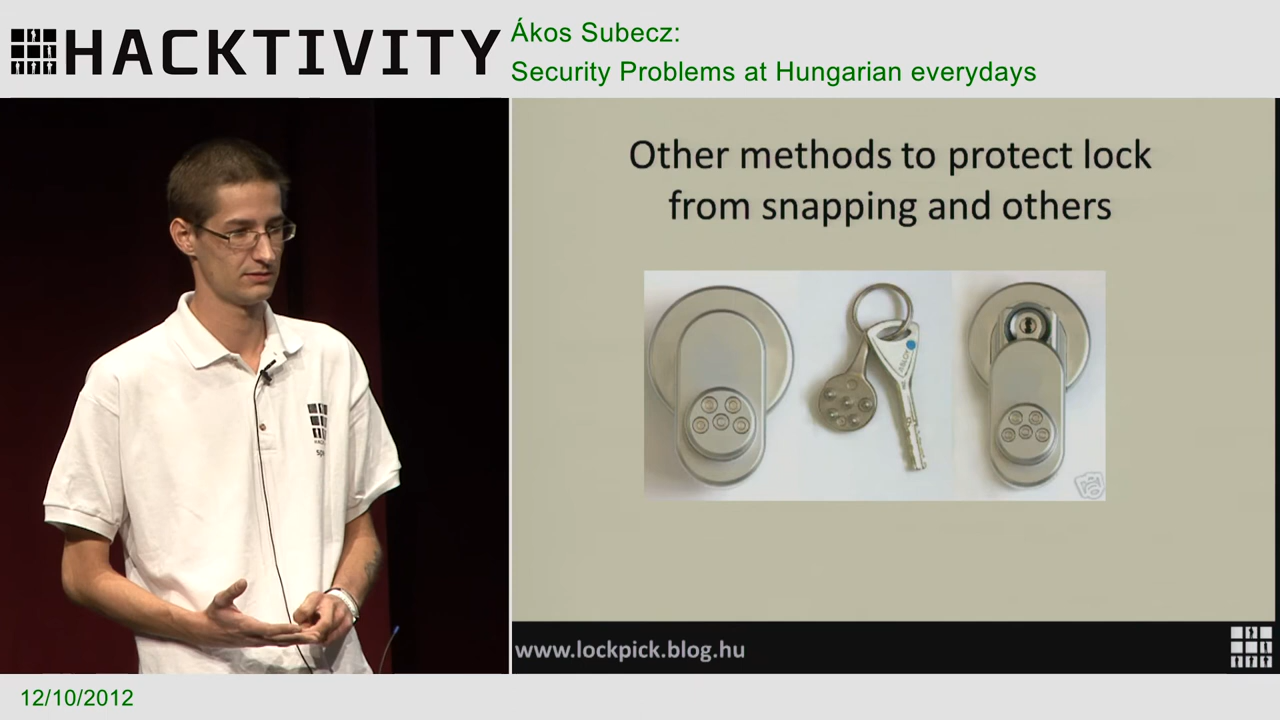 HACKTIVITY
Ákos Subecz:
Security Problems at Hungarian everydays
Other methods to protect lock
from snapping and others
ABLOY
www.lockpick.blog.hu
12/10/2012